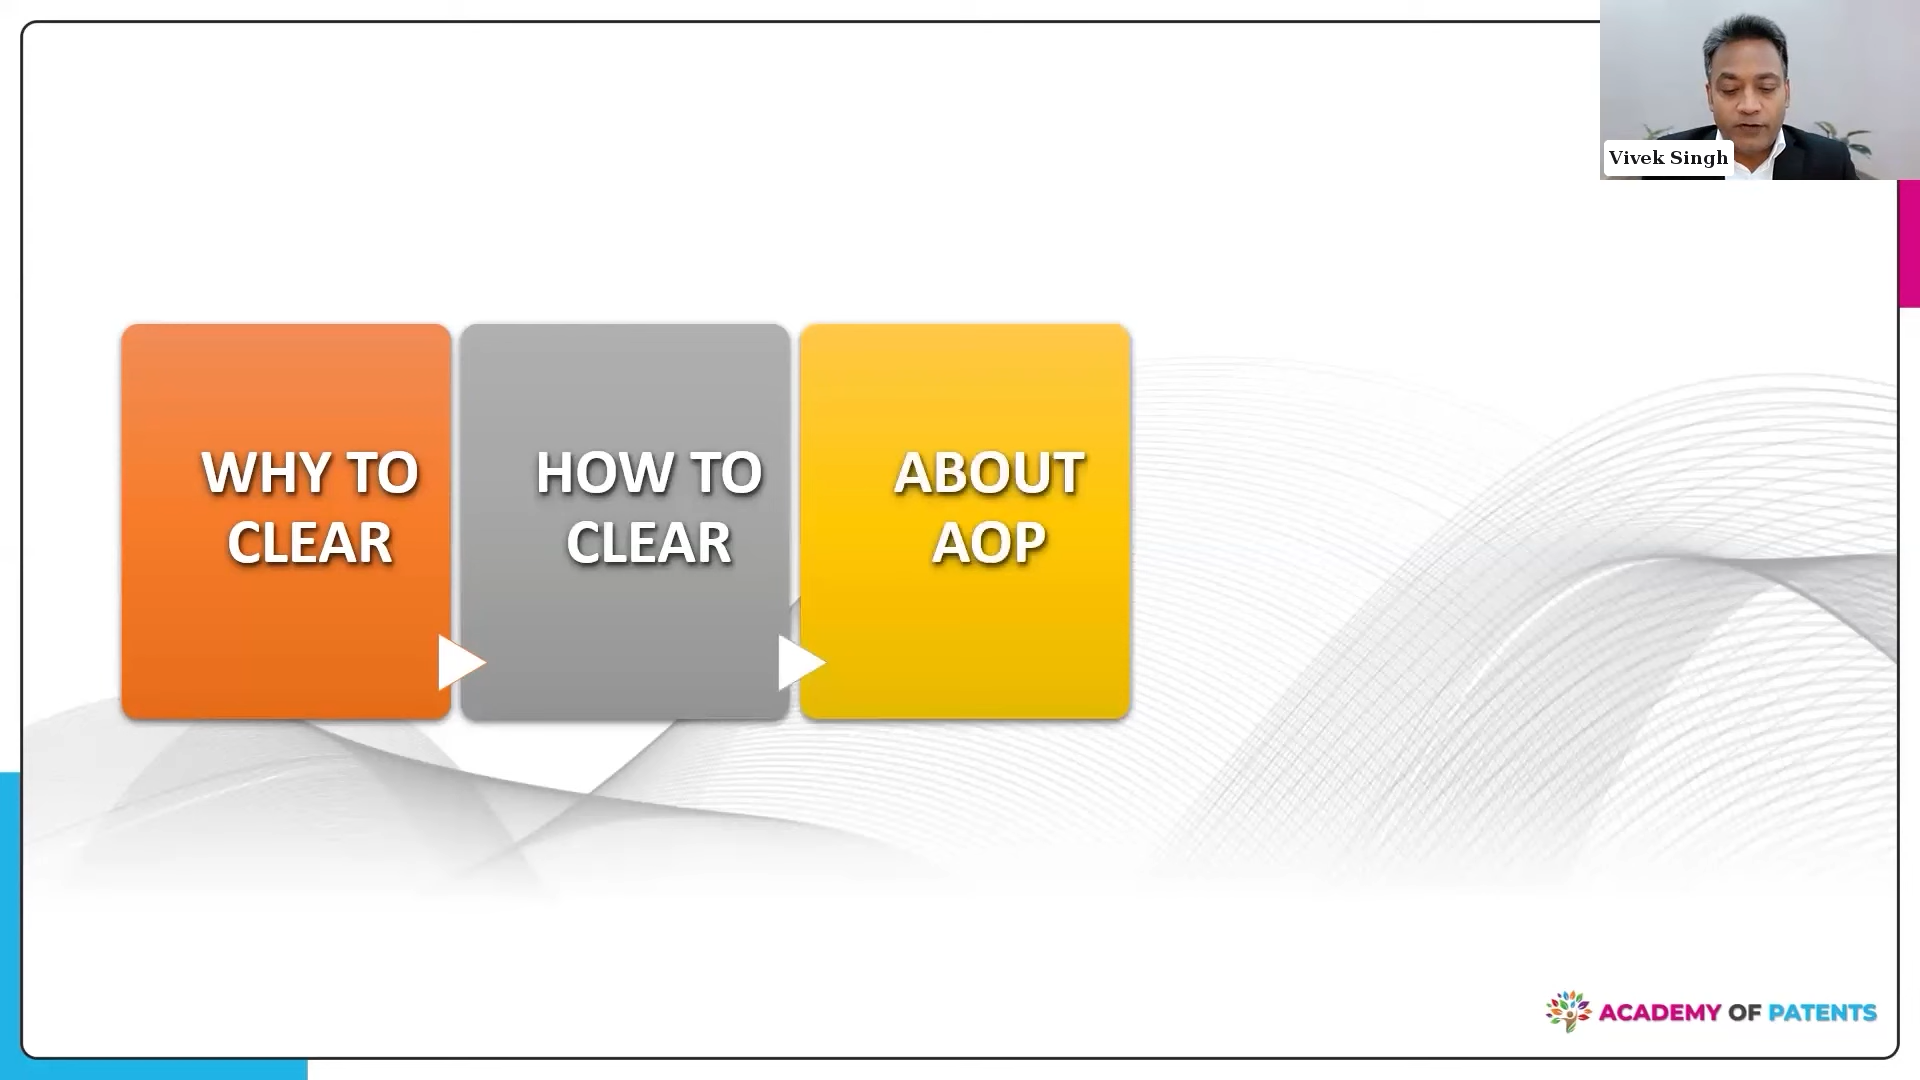 Vivek Singh
WHY TO
CLEAR
HOW TO
CLEAR
ABOUT
AOP
ACADEMY OF PATENTS